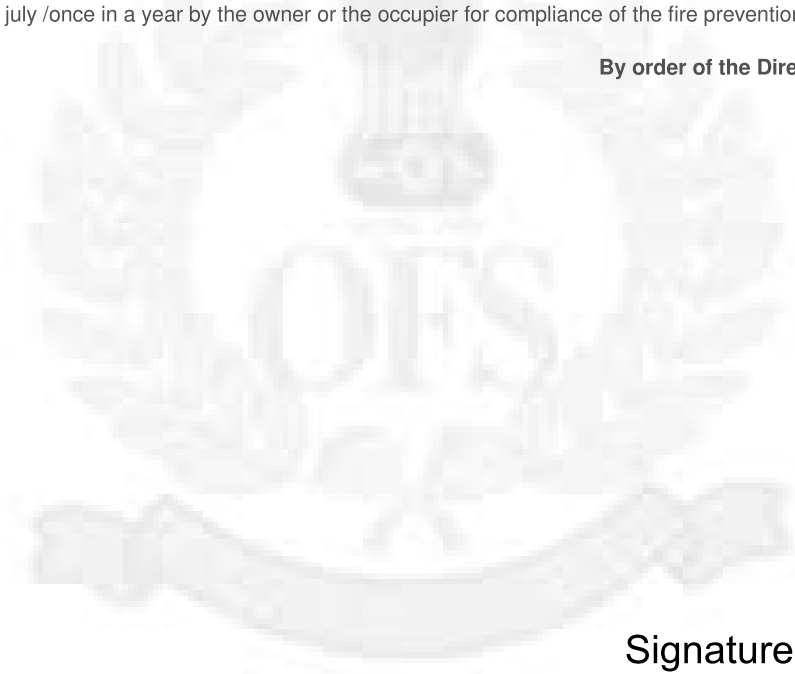 july /once in a year by the owner or the occupier for compliance of the fire prevention
By order of the Dire
OFS
Signature